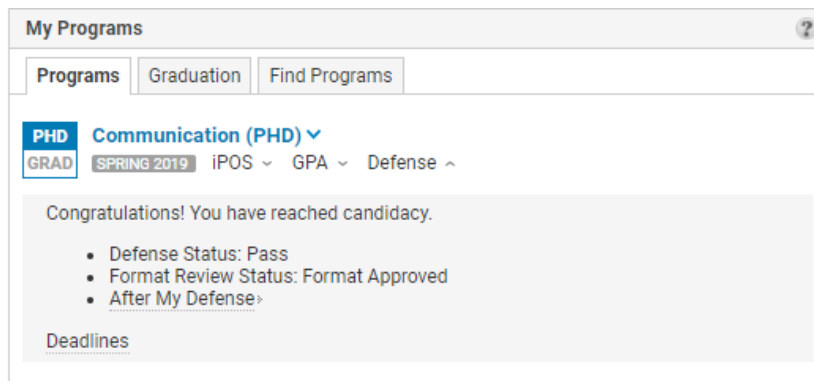 My Programs ?
Programs Graduation Find Programs
PHD Communication (PHD)
GRAD SPRING 2019 iPOS GPA Defense
Congratulations! You have reached candidacy.
• Defense Status: Pass
• Format Review Status: Format Approved
• After My Defense
Deadlines